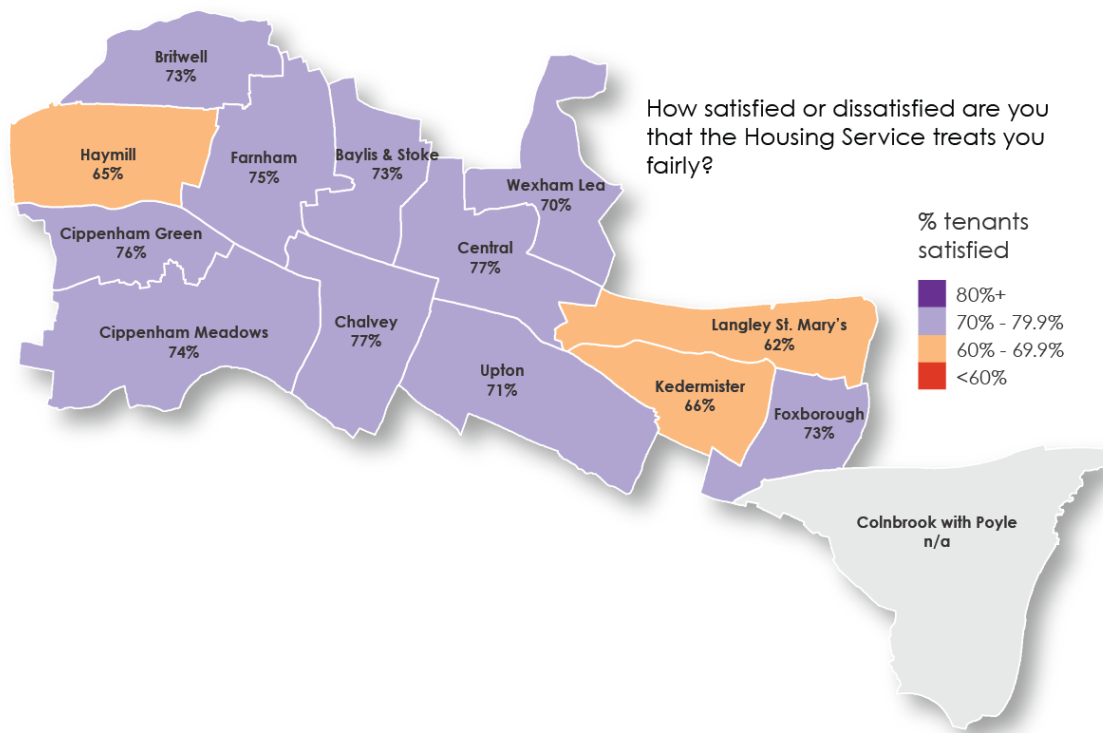 Britwell
73%
How satisfied or dissatisfied are you
that the Housing Service treats you
fairly?
Haymill
65%
Farnham
75%
Baylis & Stoke
73%
Wexham Lea
70%
Cippenham Green
76%
Central
77%
% tenants
satisfied
80%+
70% - 79.9%
60% - 69.9%
<60%
Cippenham Meadows
74%
Chalvey
77%
Langley St. Mary's
62%
Upton
71%
Kedermister
66%
Foxborough
73%
Colnbrook with Poyle
n/a